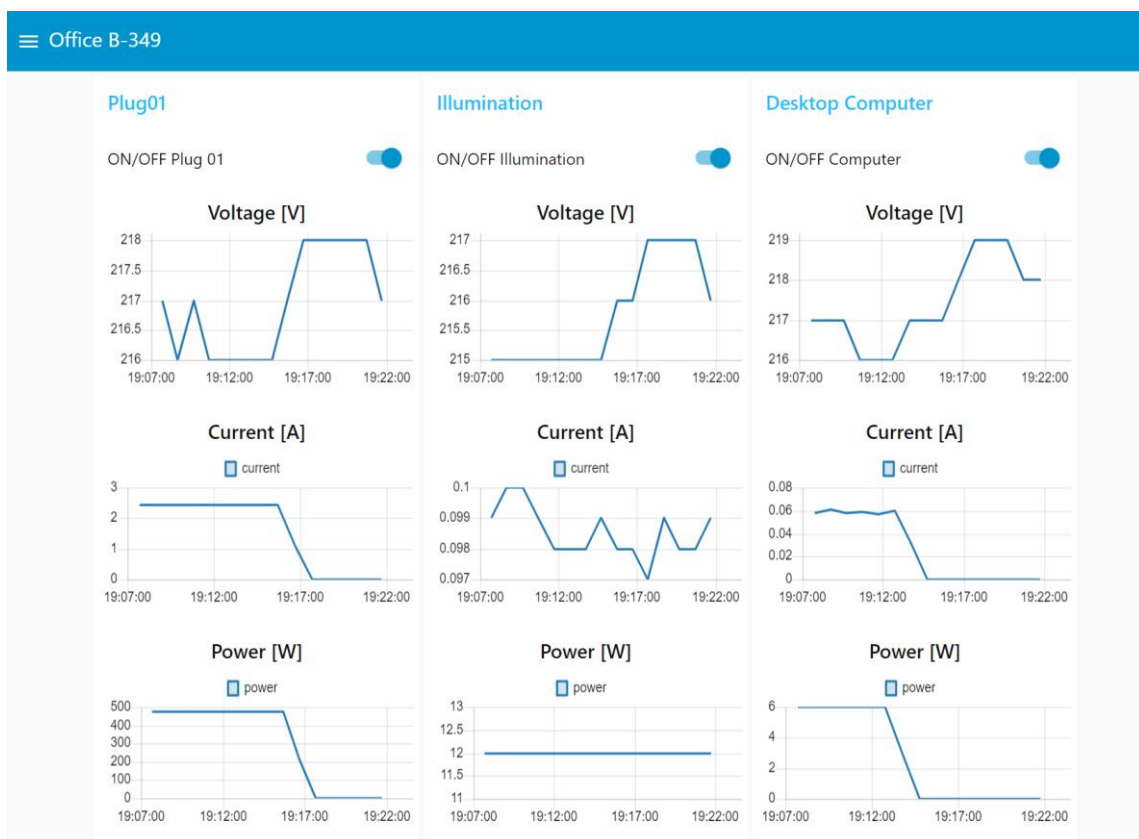 Office B-349
Plug01
ON/OFF Plug 01
Voltage [V]
218
217.5
217
216.5
216
19:07:00 19:12:00 19:17:00 19:22:00
Current [A]
current
3
2
1
0
19:07:00 19:12:00 19:17:00 19:22:00
Power [W]
power
500
400
300
200
100
0
19:07:00 19:12:00 19:17:00 19:22:00
Illumination
ON/OFF Illumination
Voltage [V]
217
216.5
216
215.5
215
19:07:00 19:12:00 19:17:00 19:22:00
Current [A]
current
0.1
0.099
0.098
0.097
19:07:00 19:12:00 19:17:00 19:22:00
Power [W]
power
13
12.5
12
11.5
11
19:07:00 19:12:00 19:17:00 19:22:00
Desktop Computer
ON/OFF Computer
Voltage [V]
219
218
217
216
19:07:00 19:12:00 19:17:00 19:22:00
Current [A]
current
0.08
0.06
0.04
0.02
0
19:07:00 19:12:00 19:17:00 19:22:00
Power [W]
power
6
4
2
0
19:07:00 19:12:00 19:17:00 19:22:00